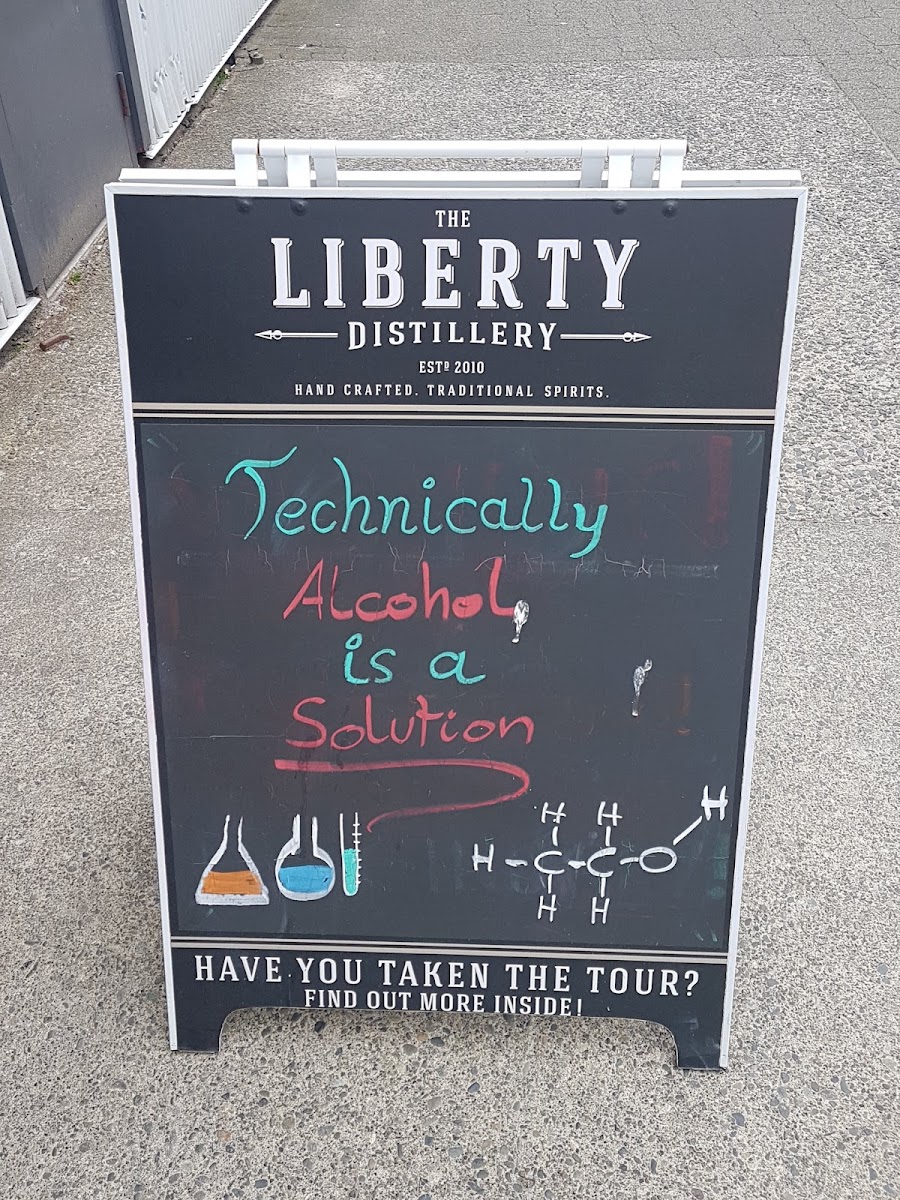 THE
LIBERTY
DISTILLERY
ESTD 2010
HAND CRAFTED. TRADITIONAL SPIRITS.
Technically
Alcohol
is a
Solution
H H H
H - C - C - O
H H
HAVE YOU TAKEN THE TOUR?
FIND OUT MORE INSIDE!